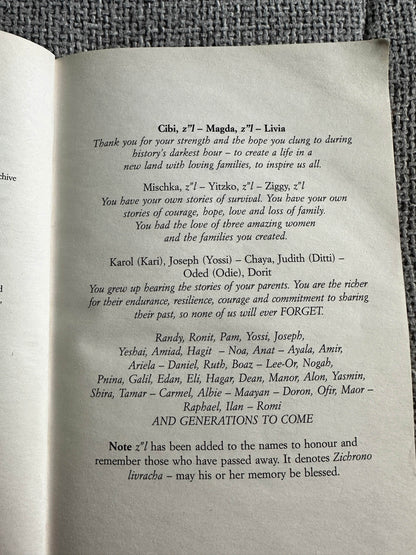 Cibi, z"l – Magda, z"l – Livia
Thank you for your strength and the hope you clung to during
history's darkest hour – to create a life in a
new land with loving families, to inspire us all.
Mischka, z"l – Yitzko, z"l – Ziggy, z"l
You have your own stories of survival. You have your own
stories of courage, hope, love and loss of family.
You had the love of three amazing women
and the families you created.
Karol (Kari), Joseph (Yossi) – Chaya, Judith (Ditti) –
Oded (Odie), Dorit
You grew up hearing the stories of your parents. You are the richer
for their endurance, resilience, courage and commitment to sharing
their past, so none of us will ever FORGET.
Randy, Ronit, Pam, Yossi, Joseph,
Yeshai, Amiad, Hagit – Noa, Anat – Ayala, Amir,
Ariela – Daniel, Ruth, Boaz – Lee-Or, Nogah,
Pnina, Galil, Edan, Eli, Hagar, Dean, Manor, Alon, Yasmin,
Shira, Tamar – Carmel, Albie – Maayan – Doron, Ofir, Maor –
Raphael, Ilan – Romi
AND GENERATIONS TO COME
Note z"l has been added to the names to honour and
remember those who have passed away. It denotes Zichrono
livracha – may his or her memory be blessed.